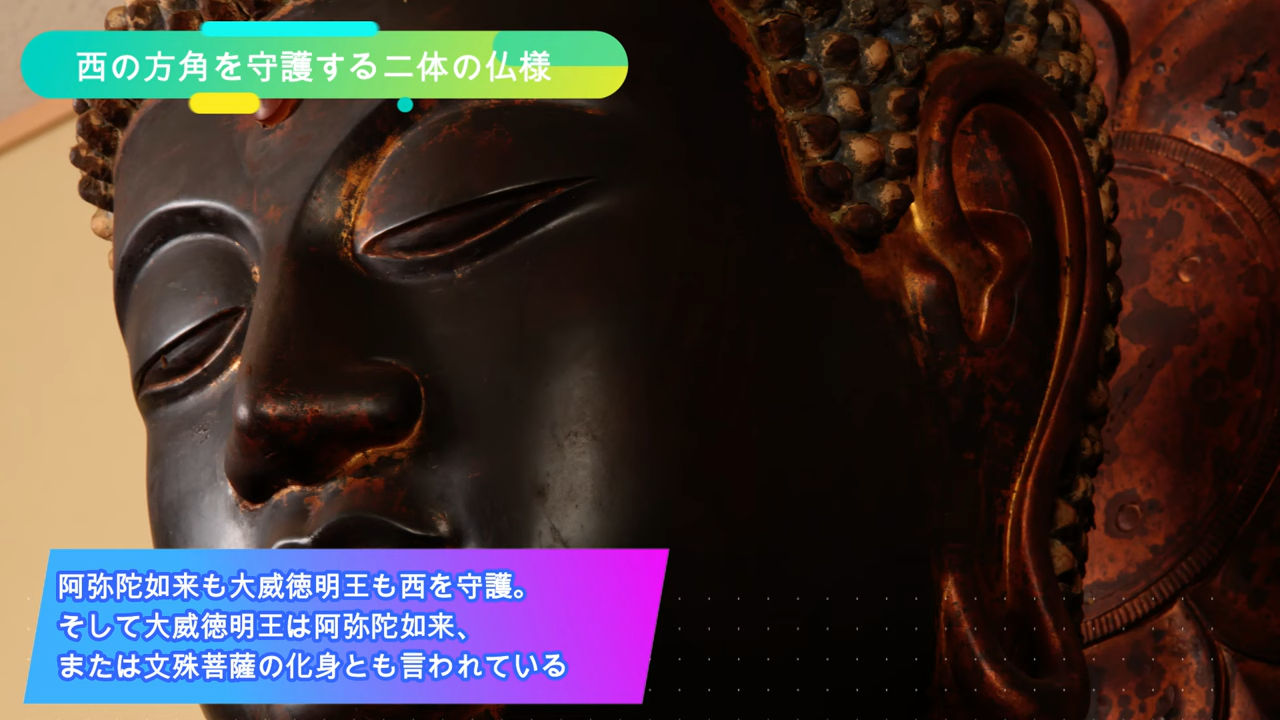 西の方角を守護する二体の仏様
阿弥陀如来も大威徳明王も西を守護。
そして大威徳明王は阿弥陀如来、
または文殊菩薩の化身とも言われている